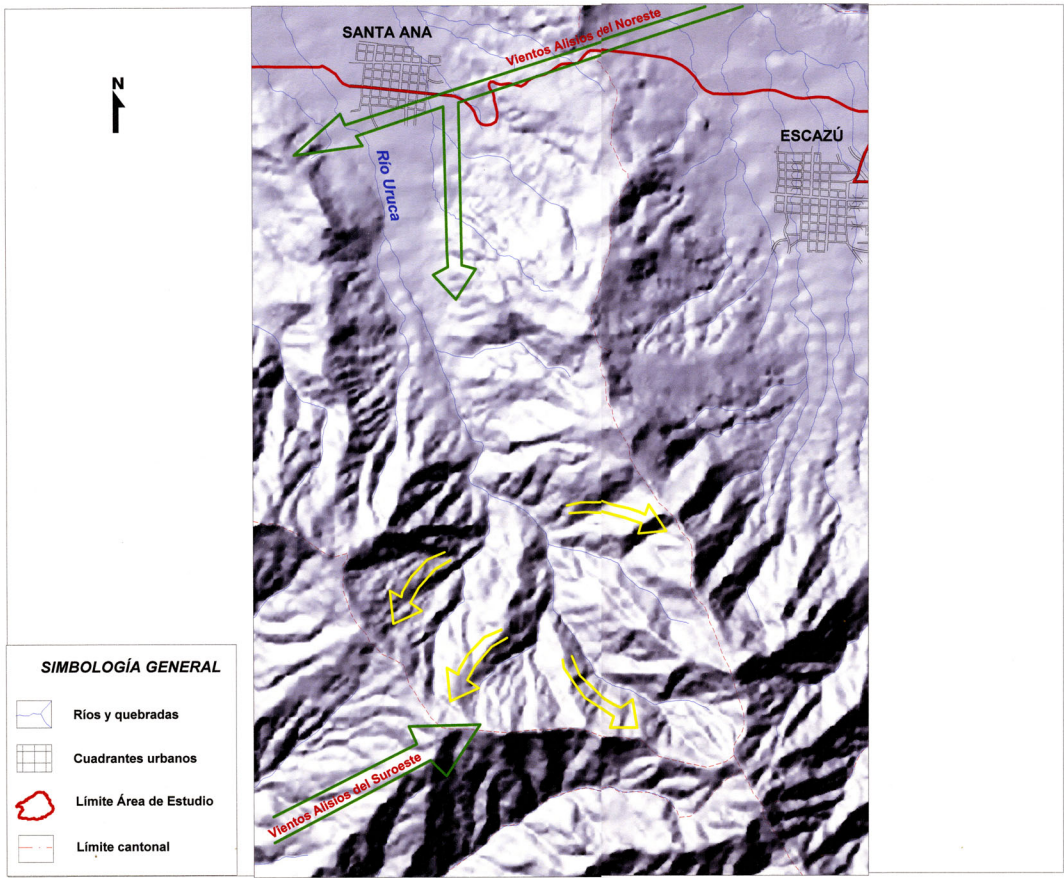 SANTA ANA
Vientos Alisios del Noreste
N
ESCAZÚ
Río Uruca
SIMBOLOGÍA GENERAL
Ríos y quebradas
Cuadrantes urbanos
Límite Área de Estudio
Límite cantonal
Vientos Alisios del Suroeste